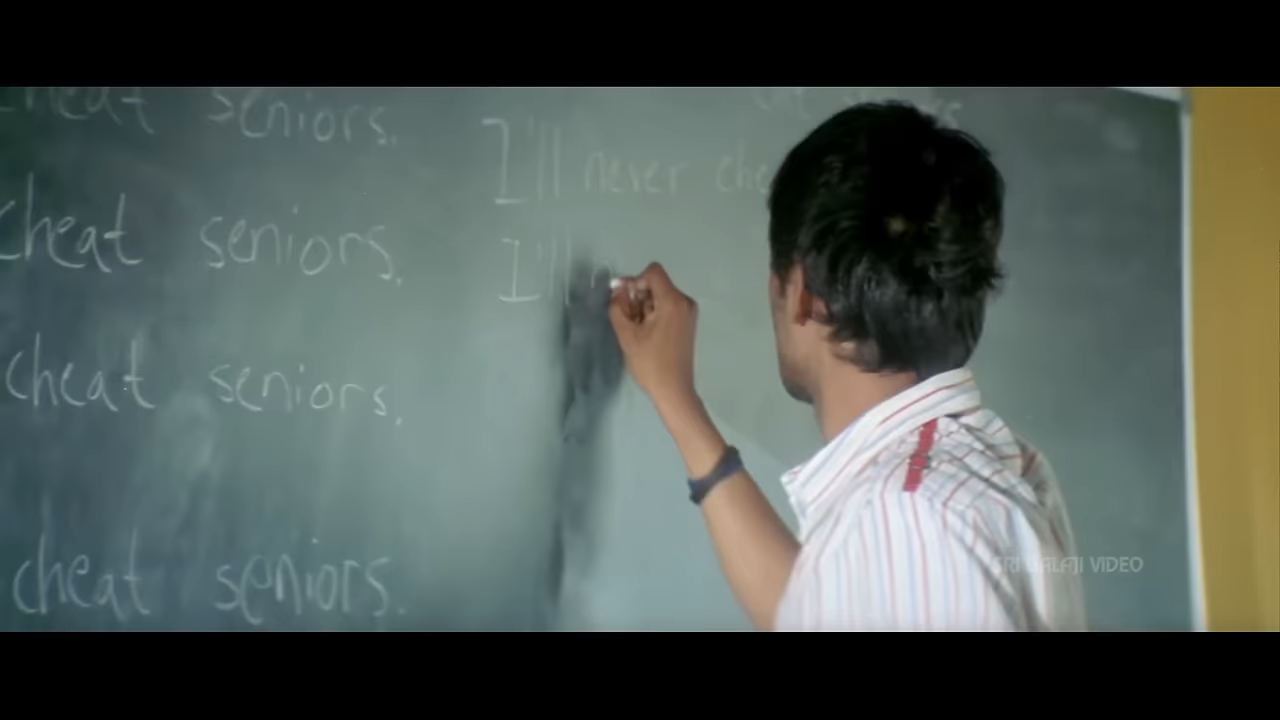 cheat seniors.
cheat seniors.
cheat seniors.
cheat seniors.
I'll never che
I'll n
SRI BALAJI VIDEO